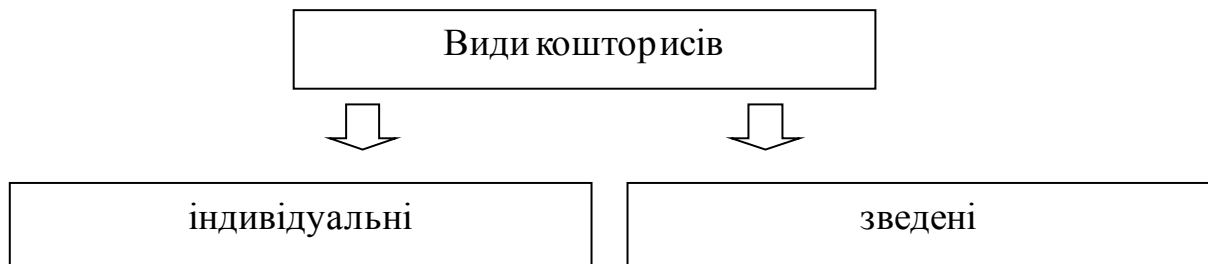 Види кошторисів
індивідуальні
зведені